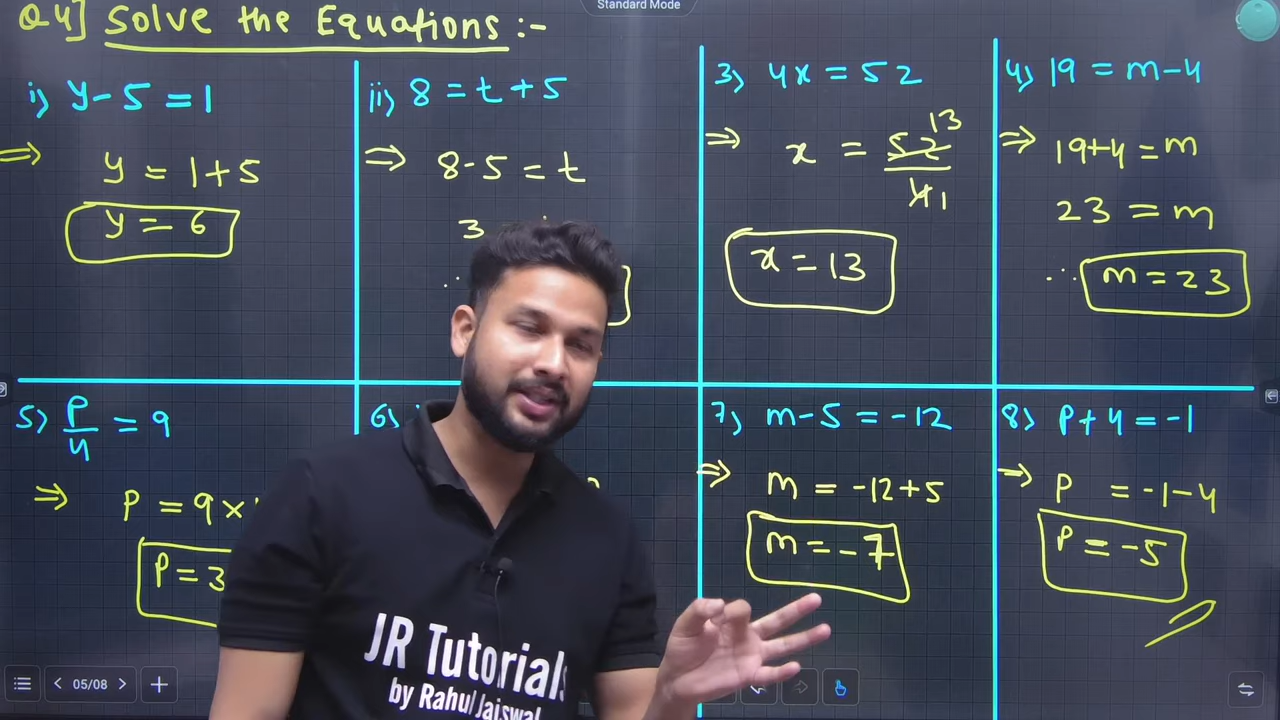 Standard Mode
Q4] Solve the Equations :-
i) y - 5 = 1
⇒ y = 1 + 5
y = 6
ii) 8 = t + 5
⇒ 8 - 5 = t
3
∴
3) 4x = 52
⇒ x = 52/4 13 1
x = 13
4) 19 = m - 4
⇒ 19 + 4 = m
23 = m
∴ m = 23
5) P/4 = 9
⇒ P = 9 ×
P = 3
6)
7) m - 5 = -12
⇒ m = -12 + 5
m = -7
8) P + 4 = -1
⇒ P = -1 - 4
P = -5
JR Tutorials
by Rahul Jaiswal
05/08